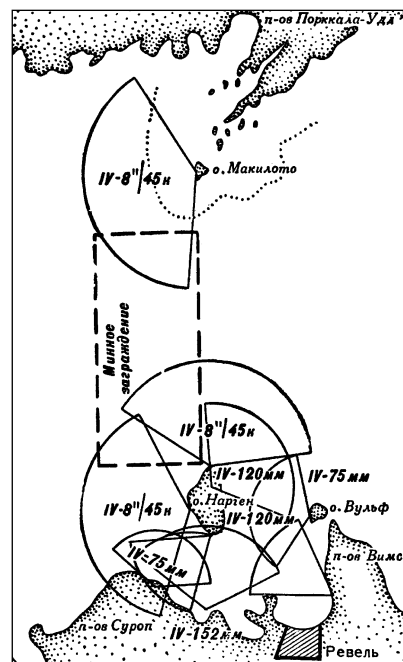 п-ов Порккала-Удд
о. Макилото
IV-8"/45к
Минное
заграждение
IV-8"/45к
IV-120мм
IV-75мм
о. Нарген
IV-8"/45к
IV-120мм
о. Вульф
IV-75мм
п-ов Вимс
п-ов Суроп
IV-152мм
Ревель